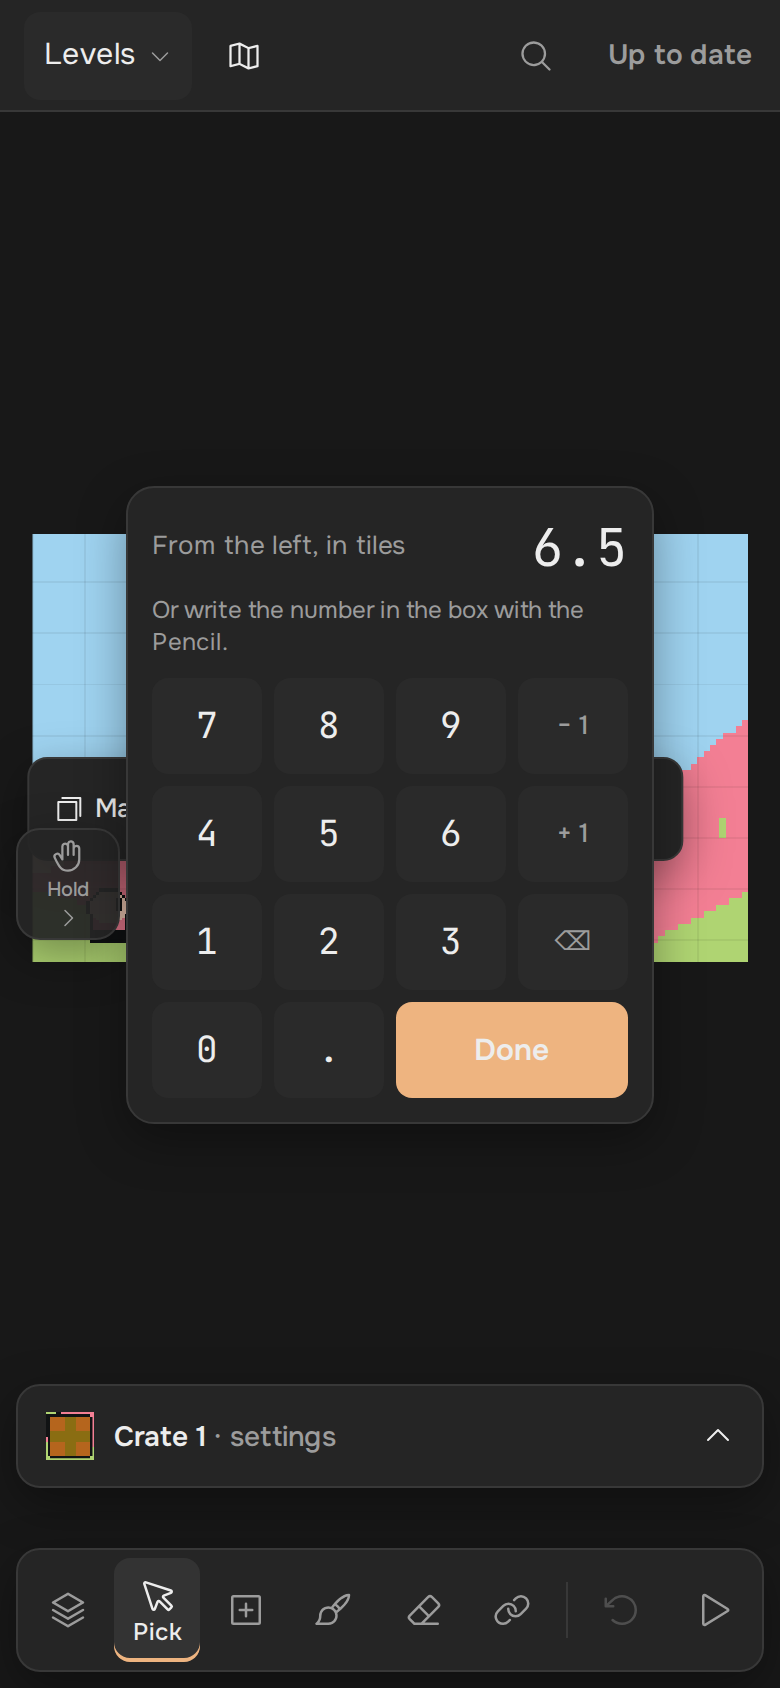 Levels
Up to date
From the left, in tiles
6.5
Or write the number in the box with the
Pencil.
7 8 9 − 1
4 5 6 + 1
1 2 3 ⌫
0 . Done
Ma
Hold
Crate 1 · settings
Pick